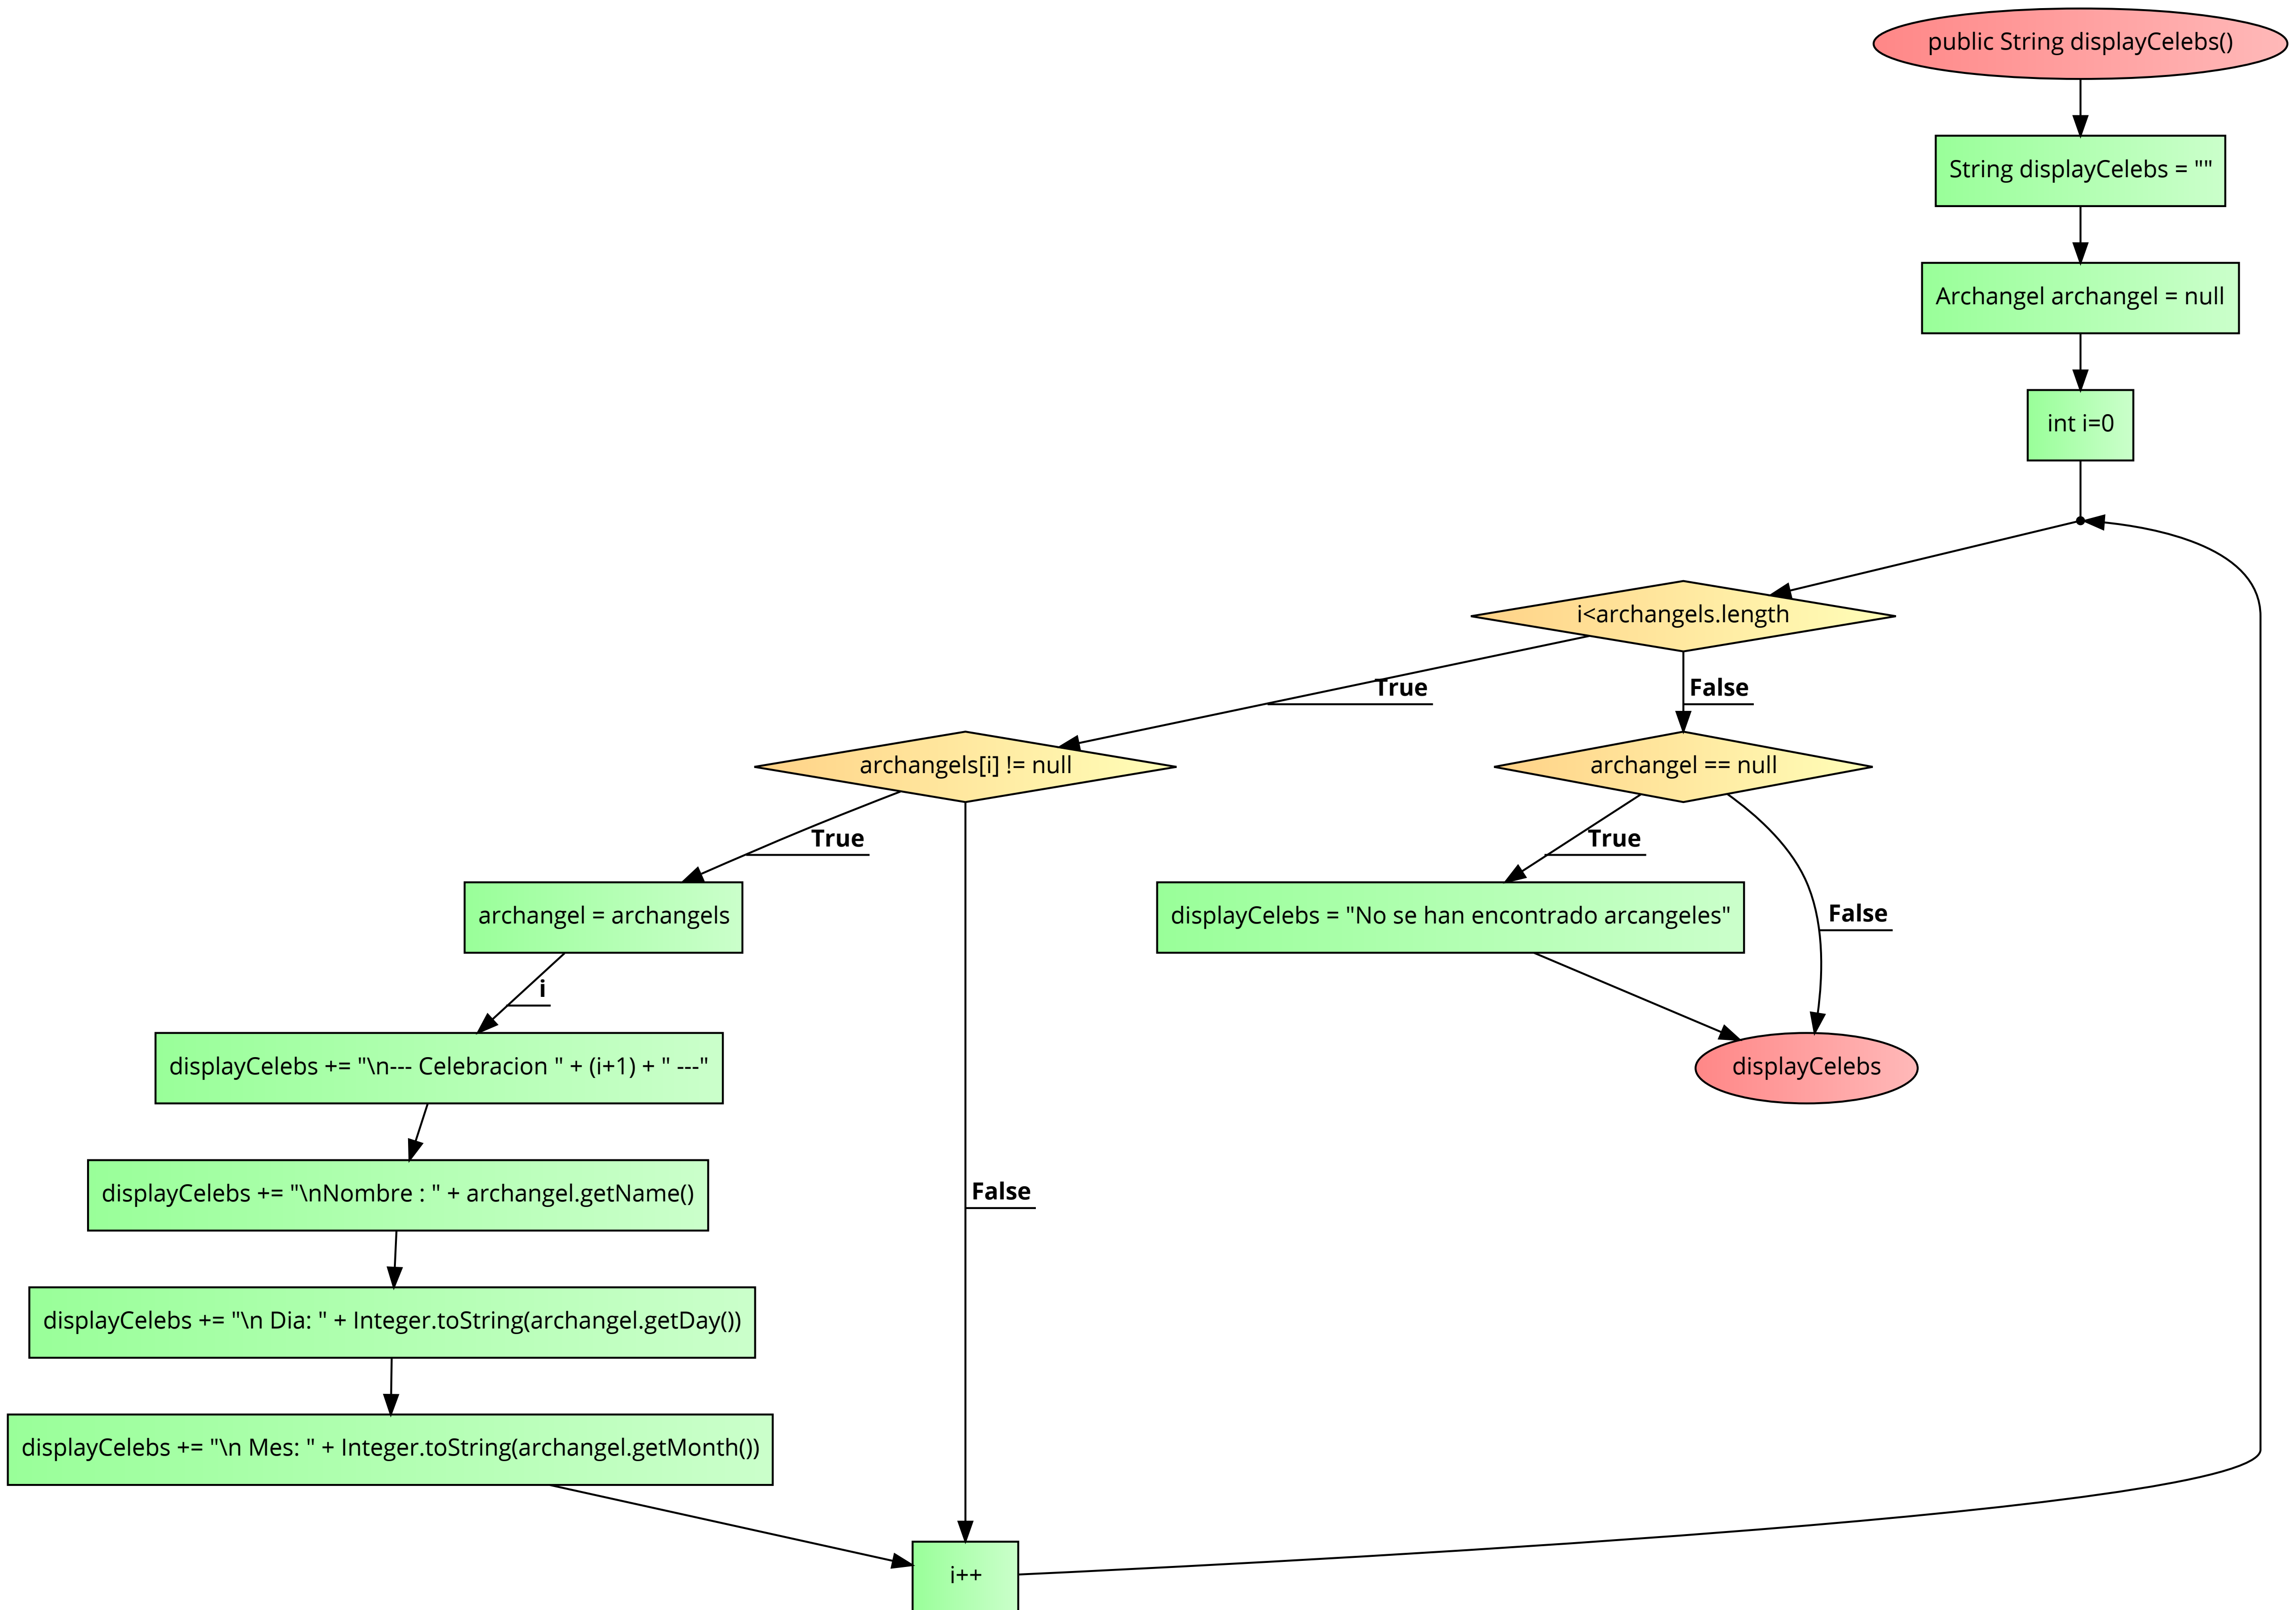 public String displayCelebs()
String displayCelebs = ""
Archangel archangel = null
int i=0
i<archangels.length
True
False
archangels[i] != null
archangel == null
True
True
archangel = archangels
displayCelebs = "No se han encontrado arcangeles"
False
i
displayCelebs += "\n--- Celebracion " + (i+1) + " ---"
displayCelebs
displayCelebs += "\nNombre : " + archangel.getName()
False
displayCelebs += "\n Dia: " + Integer.toString(archangel.getDay())
displayCelebs += "\n Mes: " + Integer.toString(archangel.getMonth())
i++